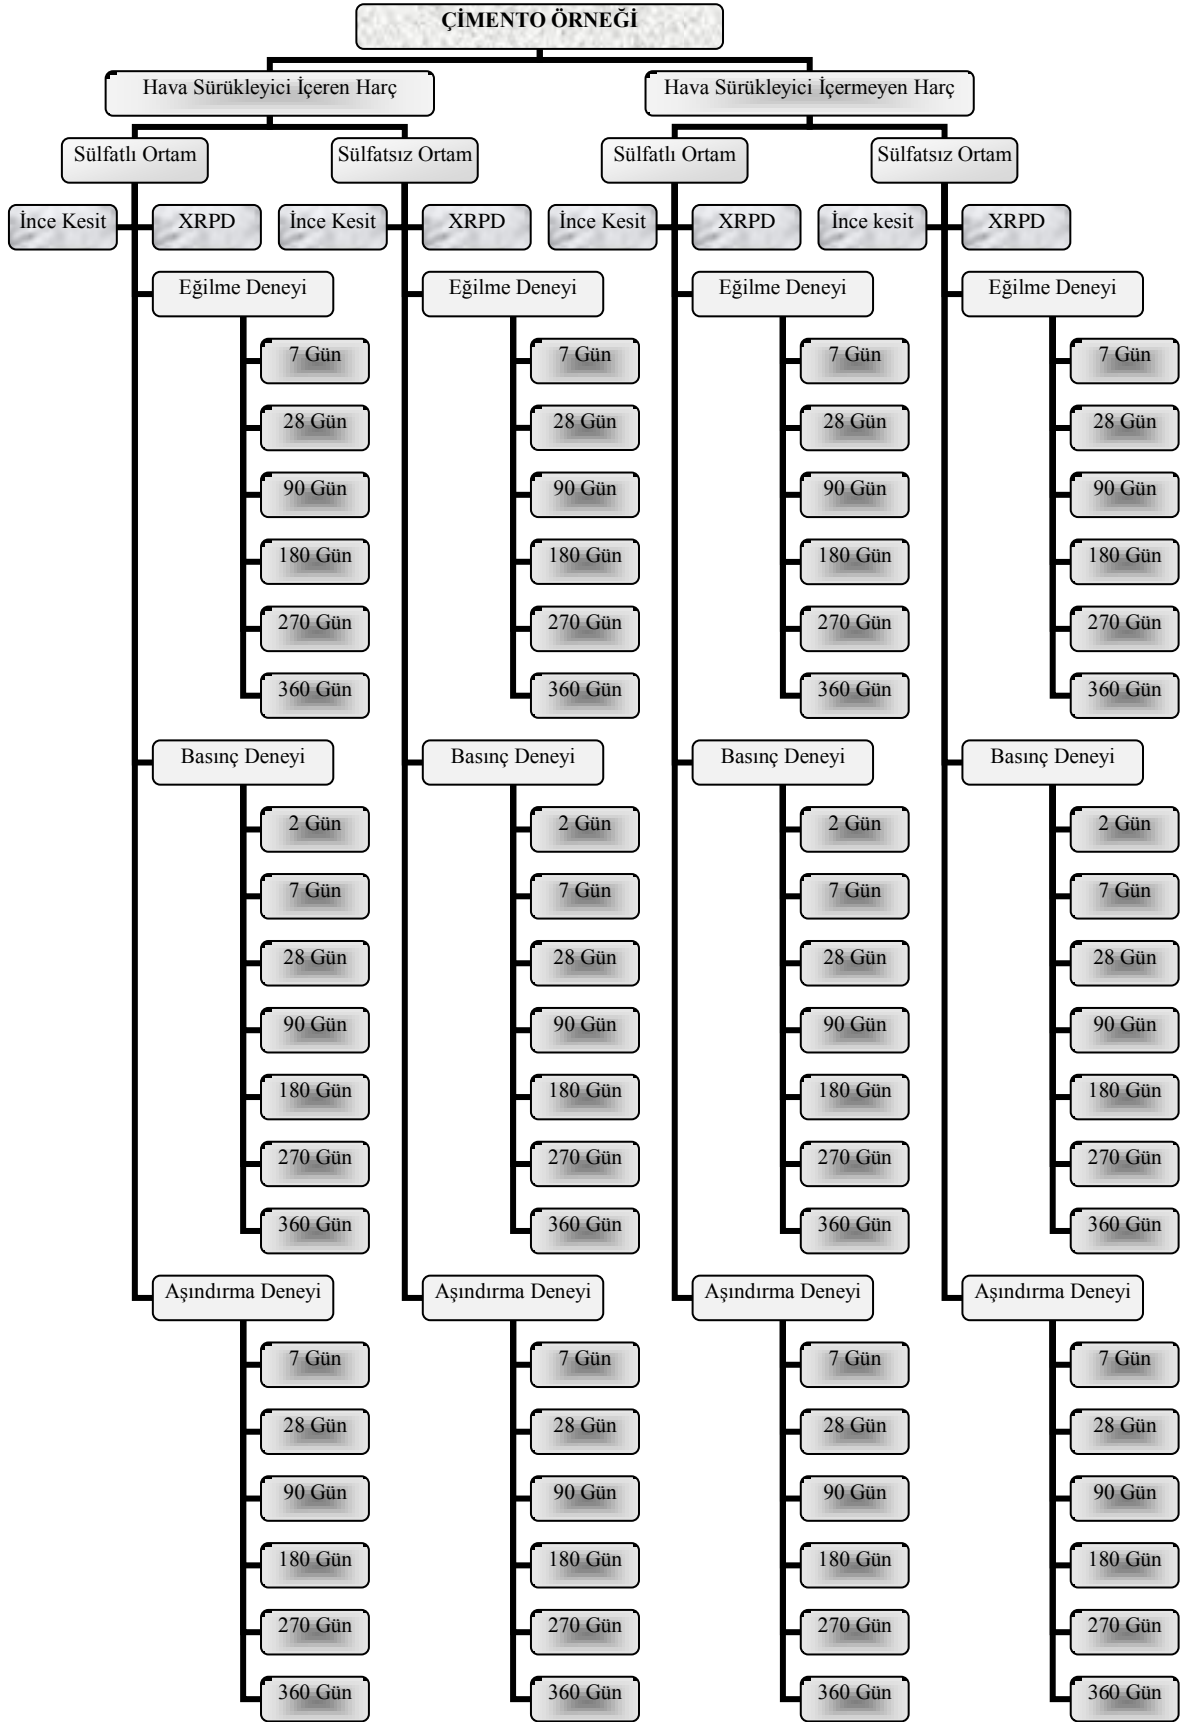 ÇİMENTO ÖRNEĞİ
Hava Sürükleyici İçeren Harç
Hava Sürükleyici İçermeyen Harç
Sülfatlı Ortam
Sülfatsız Ortam
Sülfatlı Ortam
Sülfatsız Ortam
İnce Kesit
XRPD
İnce Kesit
XRPD
İnce Kesit
XRPD
İnce kesit
XRPD
Eğilme Deneyi
Eğilme Deneyi
Eğilme Deneyi
Eğilme Deneyi
7 Gün
7 Gün
7 Gün
7 Gün
28 Gün
28 Gün
28 Gün
28 Gün
90 Gün
90 Gün
90 Gün
90 Gün
180 Gün
180 Gün
180 Gün
180 Gün
270 Gün
270 Gün
270 Gün
270 Gün
360 Gün
360 Gün
360 Gün
360 Gün
Basınç Deneyi
Basınç Deneyi
Basınç Deneyi
Basınç Deneyi
2 Gün
2 Gün
2 Gün
2 Gün
7 Gün
7 Gün
7 Gün
7 Gün
28 Gün
28 Gün
28 Gün
28 Gün
90 Gün
90 Gün
90 Gün
90 Gün
180 Gün
180 Gün
180 Gün
180 Gün
270 Gün
270 Gün
270 Gün
270 Gün
360 Gün
360 Gün
360 Gün
360 Gün
Aşındırma Deneyi
Aşındırma Deneyi
Aşındırma Deneyi
Aşındırma Deneyi
7 Gün
7 Gün
7 Gün
7 Gün
28 Gün
28 Gün
28 Gün
28 Gün
90 Gün
90 Gün
90 Gün
90 Gün
180 Gün
180 Gün
180 Gün
180 Gün
270 Gün
270 Gün
270 Gün
270 Gün
360 Gün
360 Gün
360 Gün
360 Gün